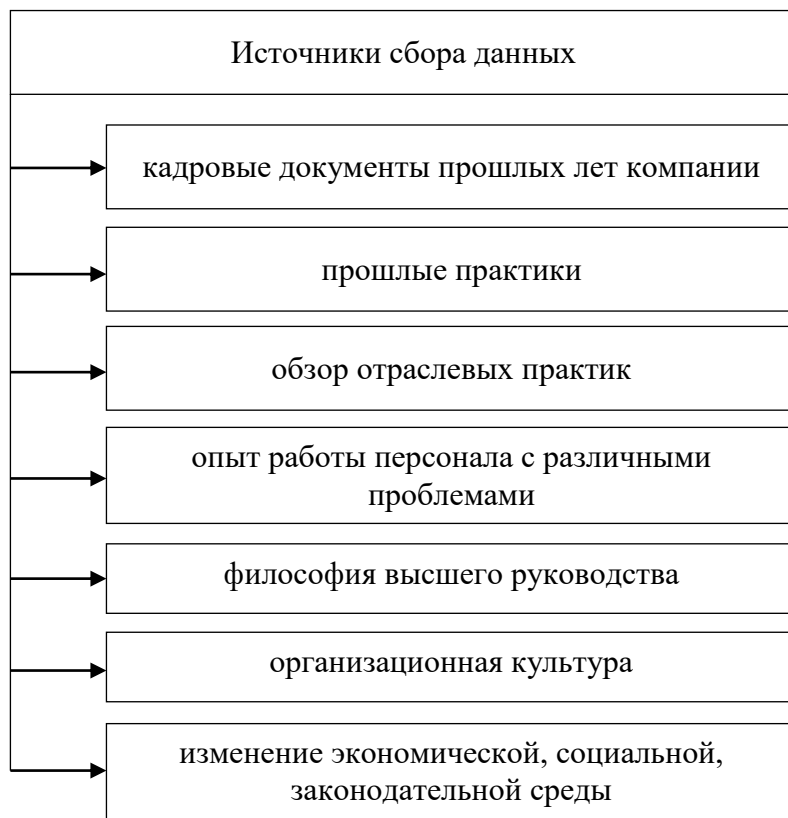 Источники сбора данных
кадровые документы прошлых лет компании
прошлые практики
обзор отраслевых практик
опыт работы персонала с различными
проблемами
философия высшего руководства
организационная культура
изменение экономической, социальной,
законодательной среды